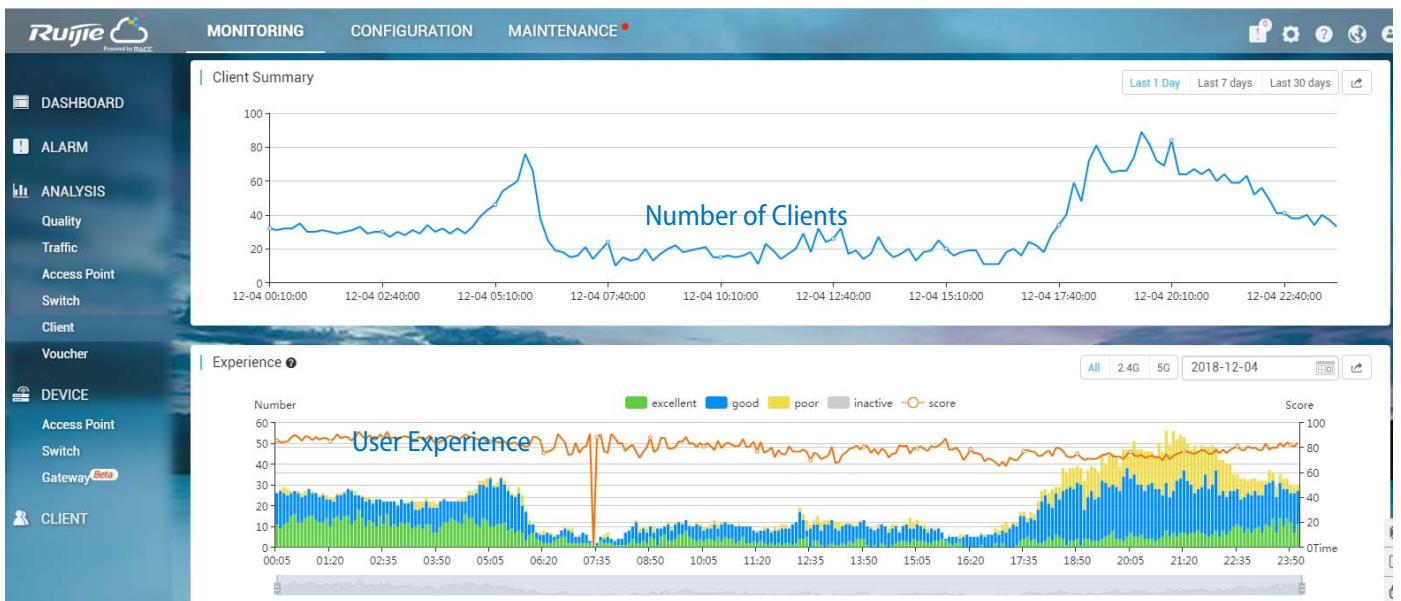 Ruijie MONITORING CONFIGURATION MAINTENANCE 0
Powered by MACC
Client Summary Last 1 Day Last 7 days Last 30 days
DASHBOARD
ALARM
ANALYSIS
Quality
Traffic
Access Point
Switch
Client
Voucher
DEVICE
Access Point
Switch
Gateway Beta
CLIENT
100
80
60
40
20
0
Number of Clients
12-04 00:10:00 12-04 02:40:00 12-04 05:10:00 12-04 07:40:00 12-04 10:10:00 12-04 12:40:00 12-04 15:10:00 12-04 17:40:00 12-04 20:10:00 12-04 22:40:00
Experience ? All 2.4G 5G 2018-12-04
excellent good poor inactive score
Number Score
60 100
50 80
40 60
30 40
20 20
10 0 Time
0
User Experience
00:05 01:20 02:35 03:50 05:05 06:20 07:35 08:50 10:05 11:20 12:35 13:50 15:05 16:20 17:35 18:50 20:05 21:20 22:35 23:50